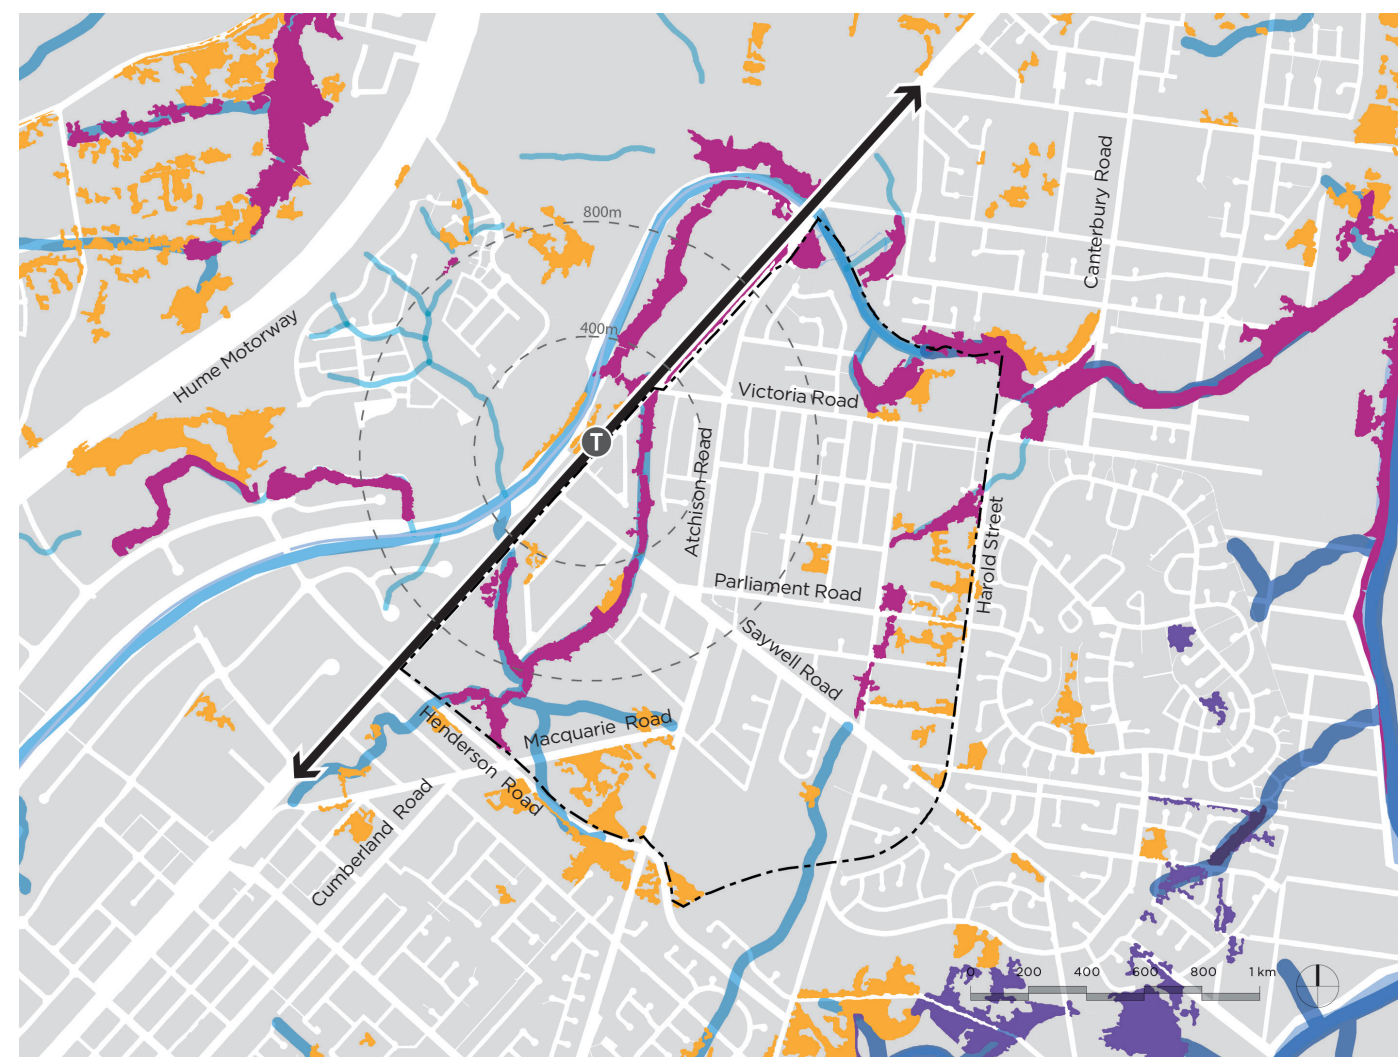 Canterbury Road
800m
400m
Hume Motorway
Victoria Road
T
Atchison Road
Harold Street
Parliament Road
Saywell Road
Henderson Road
Macquarie Road
Cumberland Road
0 200 400 600 800 1 km